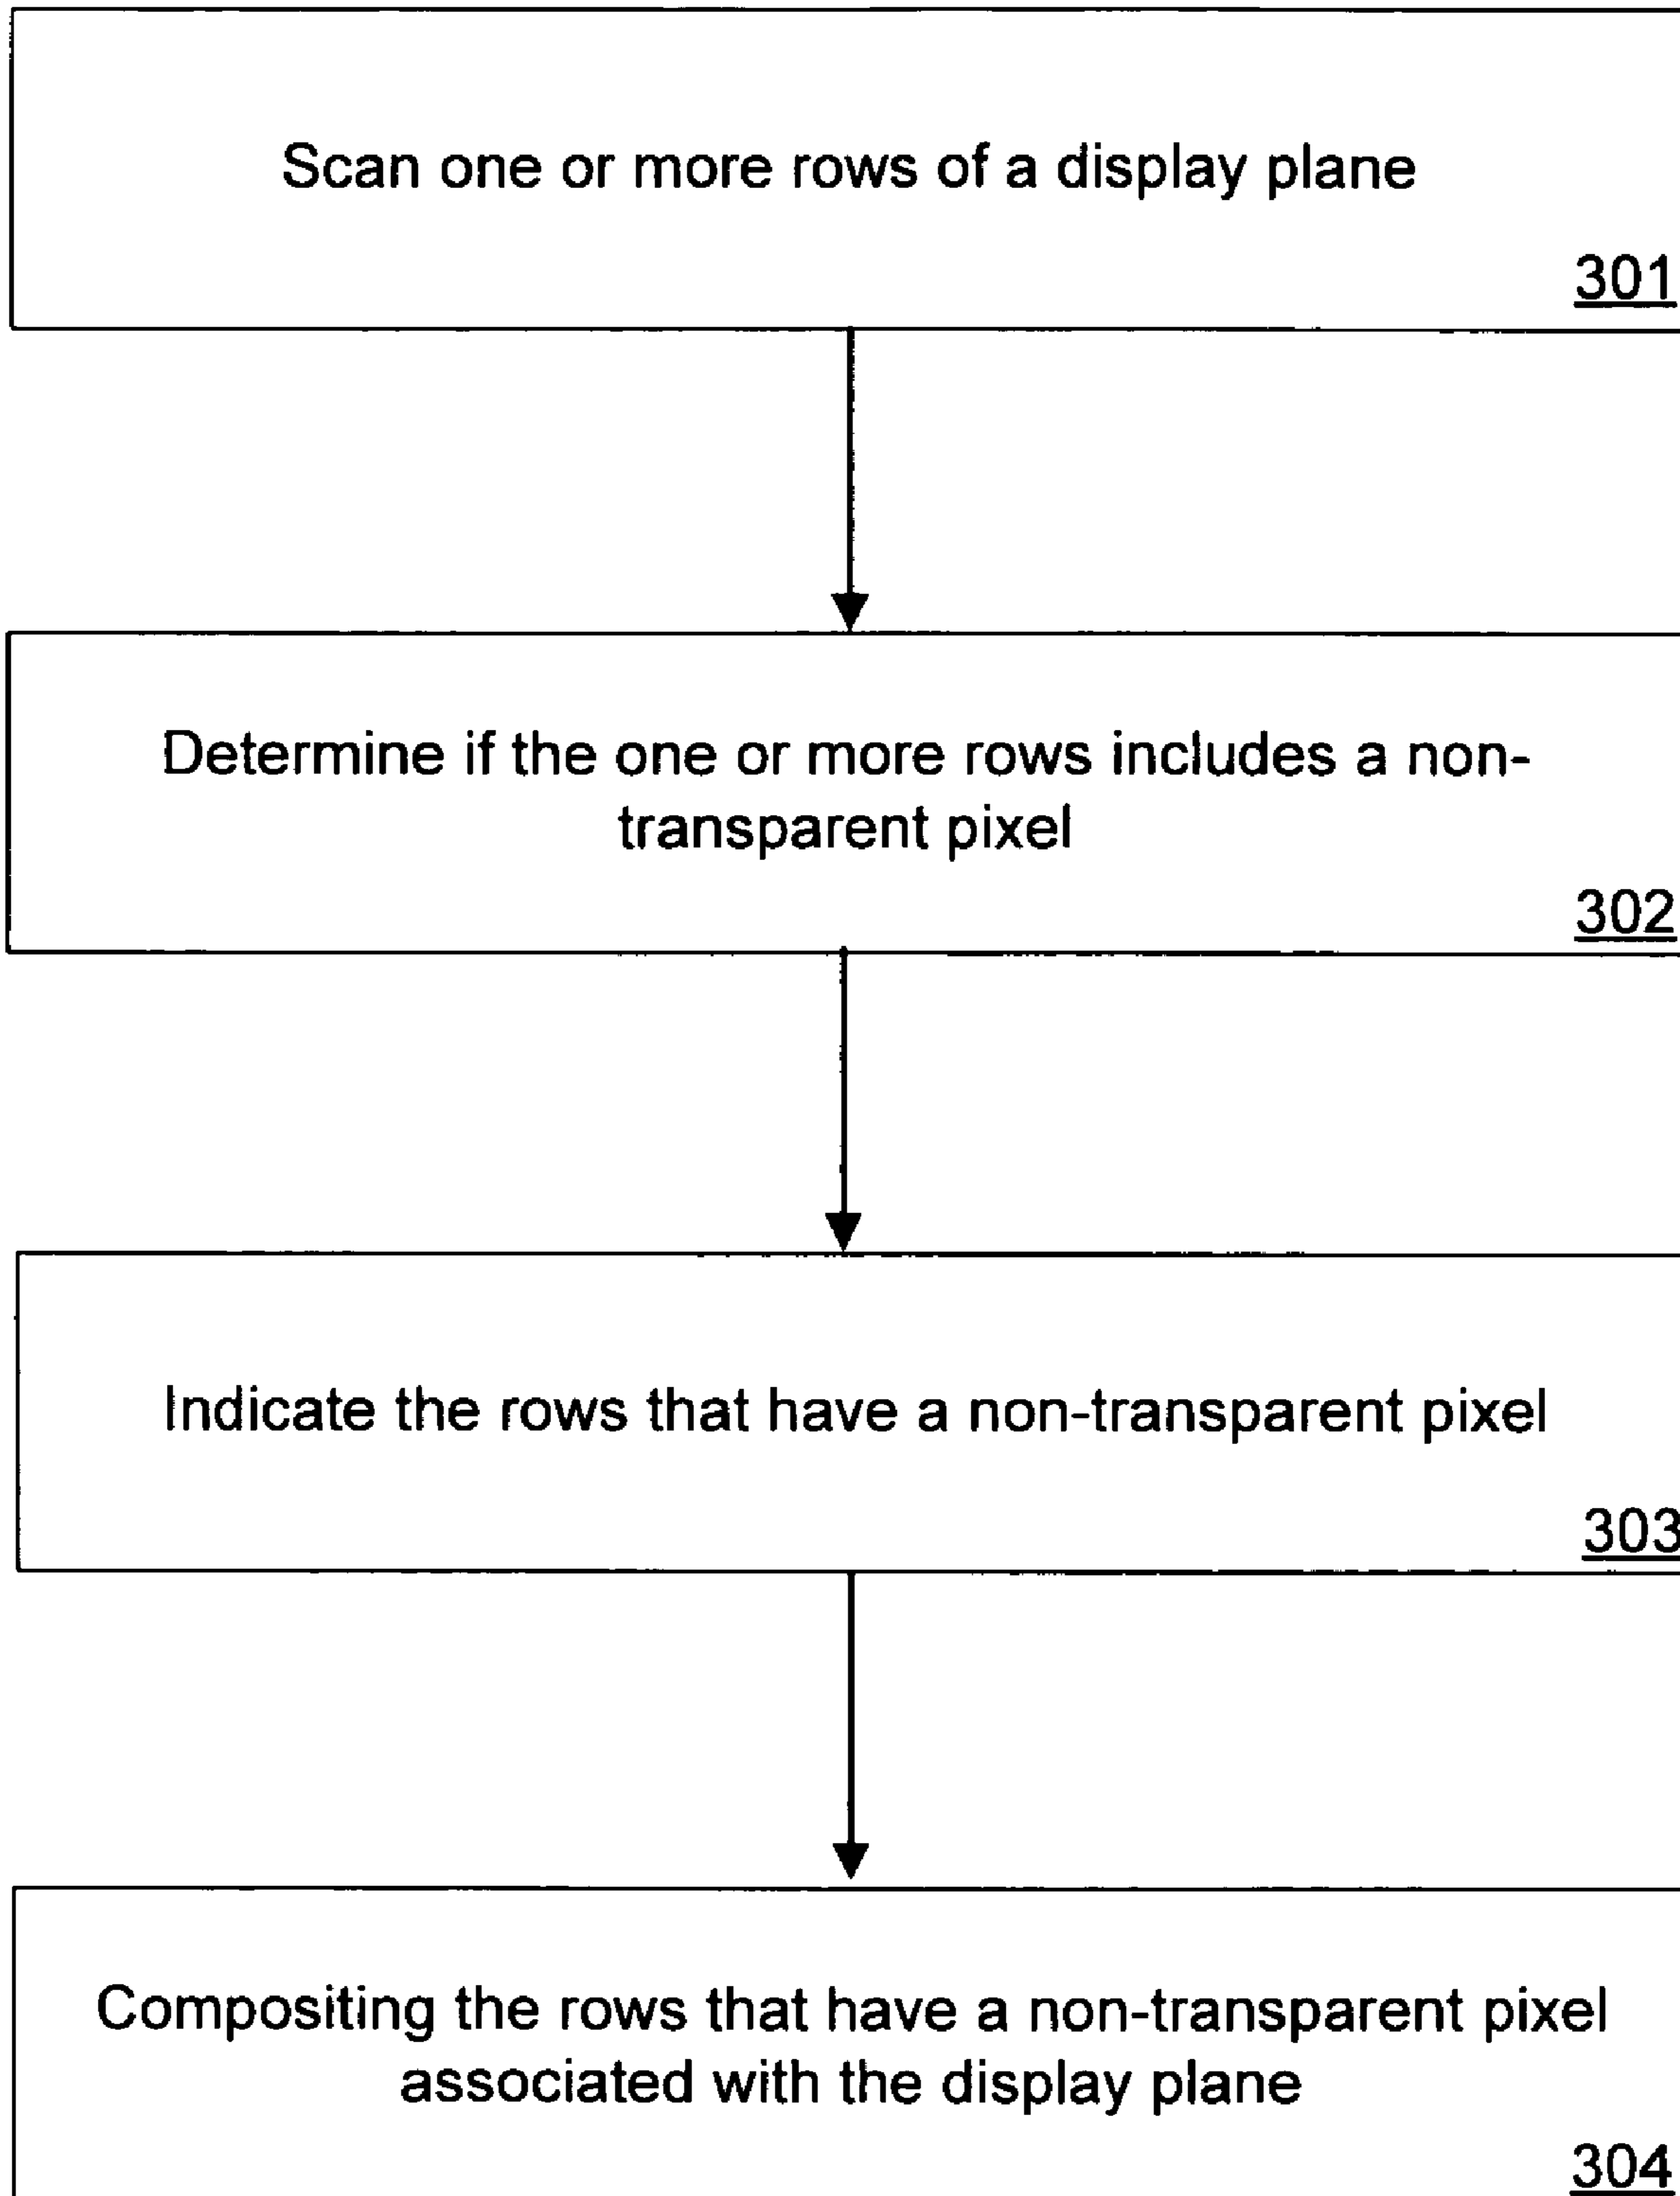 Scan one or more rows of a display plane
301
Determine if the one or more rows includes a non-
transparent pixel
302
Indicate the rows that have a non-transparent pixel
303
Compositing the rows that have a non-transparent pixel
associated with the display plane
304